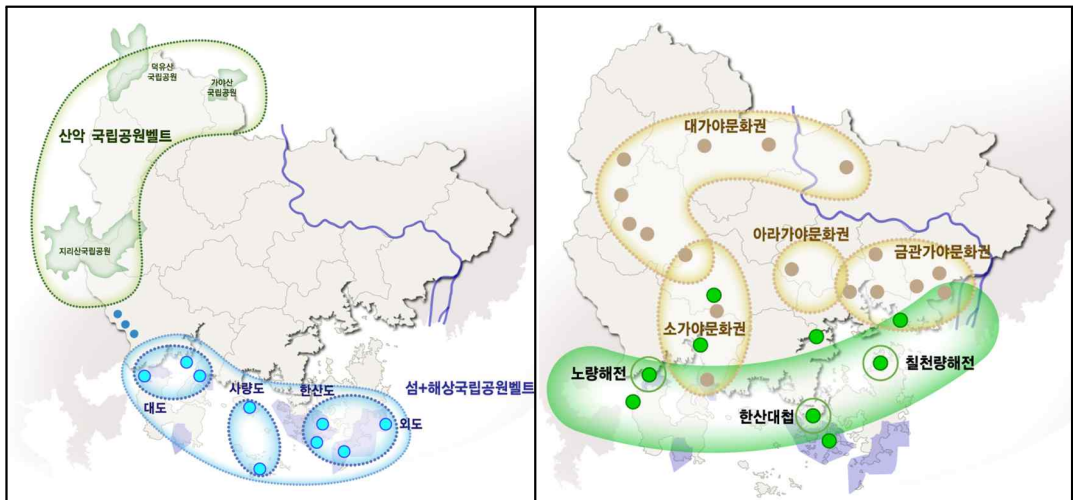 덕유산
국립공원
가야산
국립공원
산악 국립공원벨트
지리산국립공원
사량도
한산도
섬+해상국립공원벨트
대도
외도
대가야문화권
아라가야문화권
금관가야문화권
소가야문화권
노량해전
칠천량해전
한산대첩